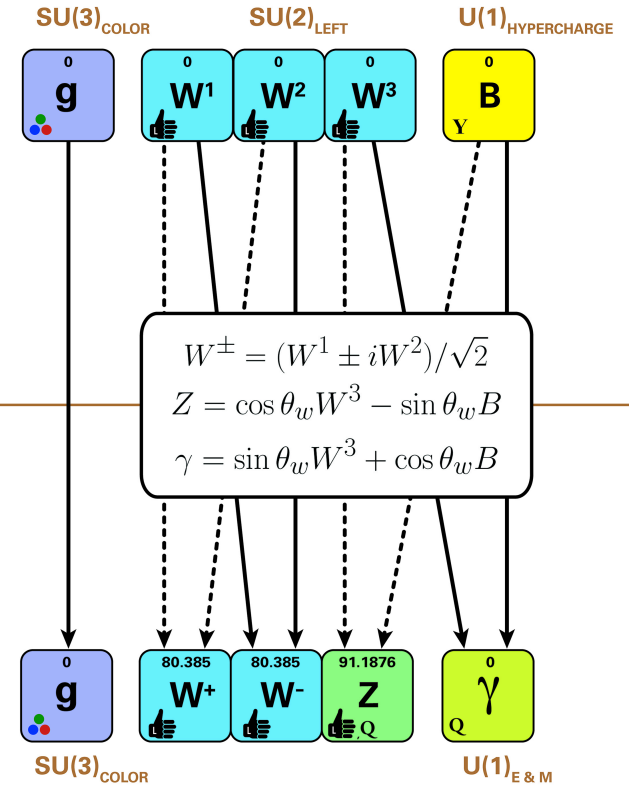 SU(3)COLOR SU(2)LEFT U(1)HYPERCHARGE
0 0 0 0 0
g W¹ W² W³ B
L L L Y
W± = (W¹ ± iW²)/√2
Z = cos θw W³ − sin θw B
γ = sin θw W³ + cos θw B
0 80.385 80.385 91.1876 0
g W⁺ W⁻ Z γ
L L L Q Q
SU(3)COLOR U(1)E & M